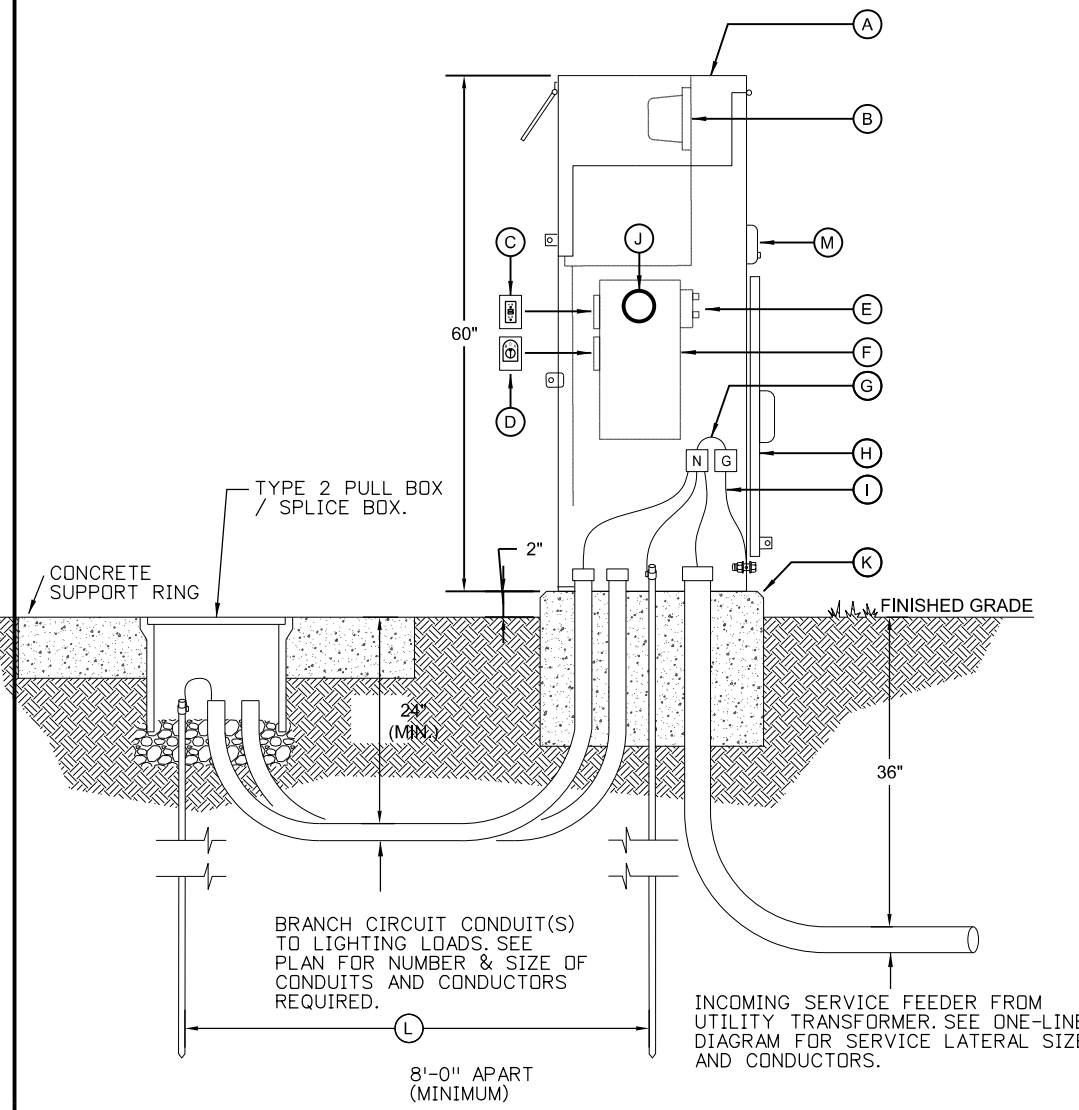 A
B
C
J
M
E
60"
F
D
G
N G
H
I
TYPE 2 PULL BOX
/ SPLICE BOX.
2"
K
CONCRETE
SUPPORT RING
FINISHED GRADE
24"
(MIN.)
36"
BRANCH CIRCUIT CONDUIT(S)
TO LIGHTING LOADS. SEE
PLAN FOR NUMBER & SIZE OF
CONDUITS AND CONDUCTORS
REQUIRED.
INCOMING SERVICE FEEDER FROM
UTILITY TRANSFORMER. SEE ONE-LINE
DIAGRAM FOR SERVICE LATERAL SIZE
AND CONDUCTORS.
L
8'-0" APART
(MINIMUM)